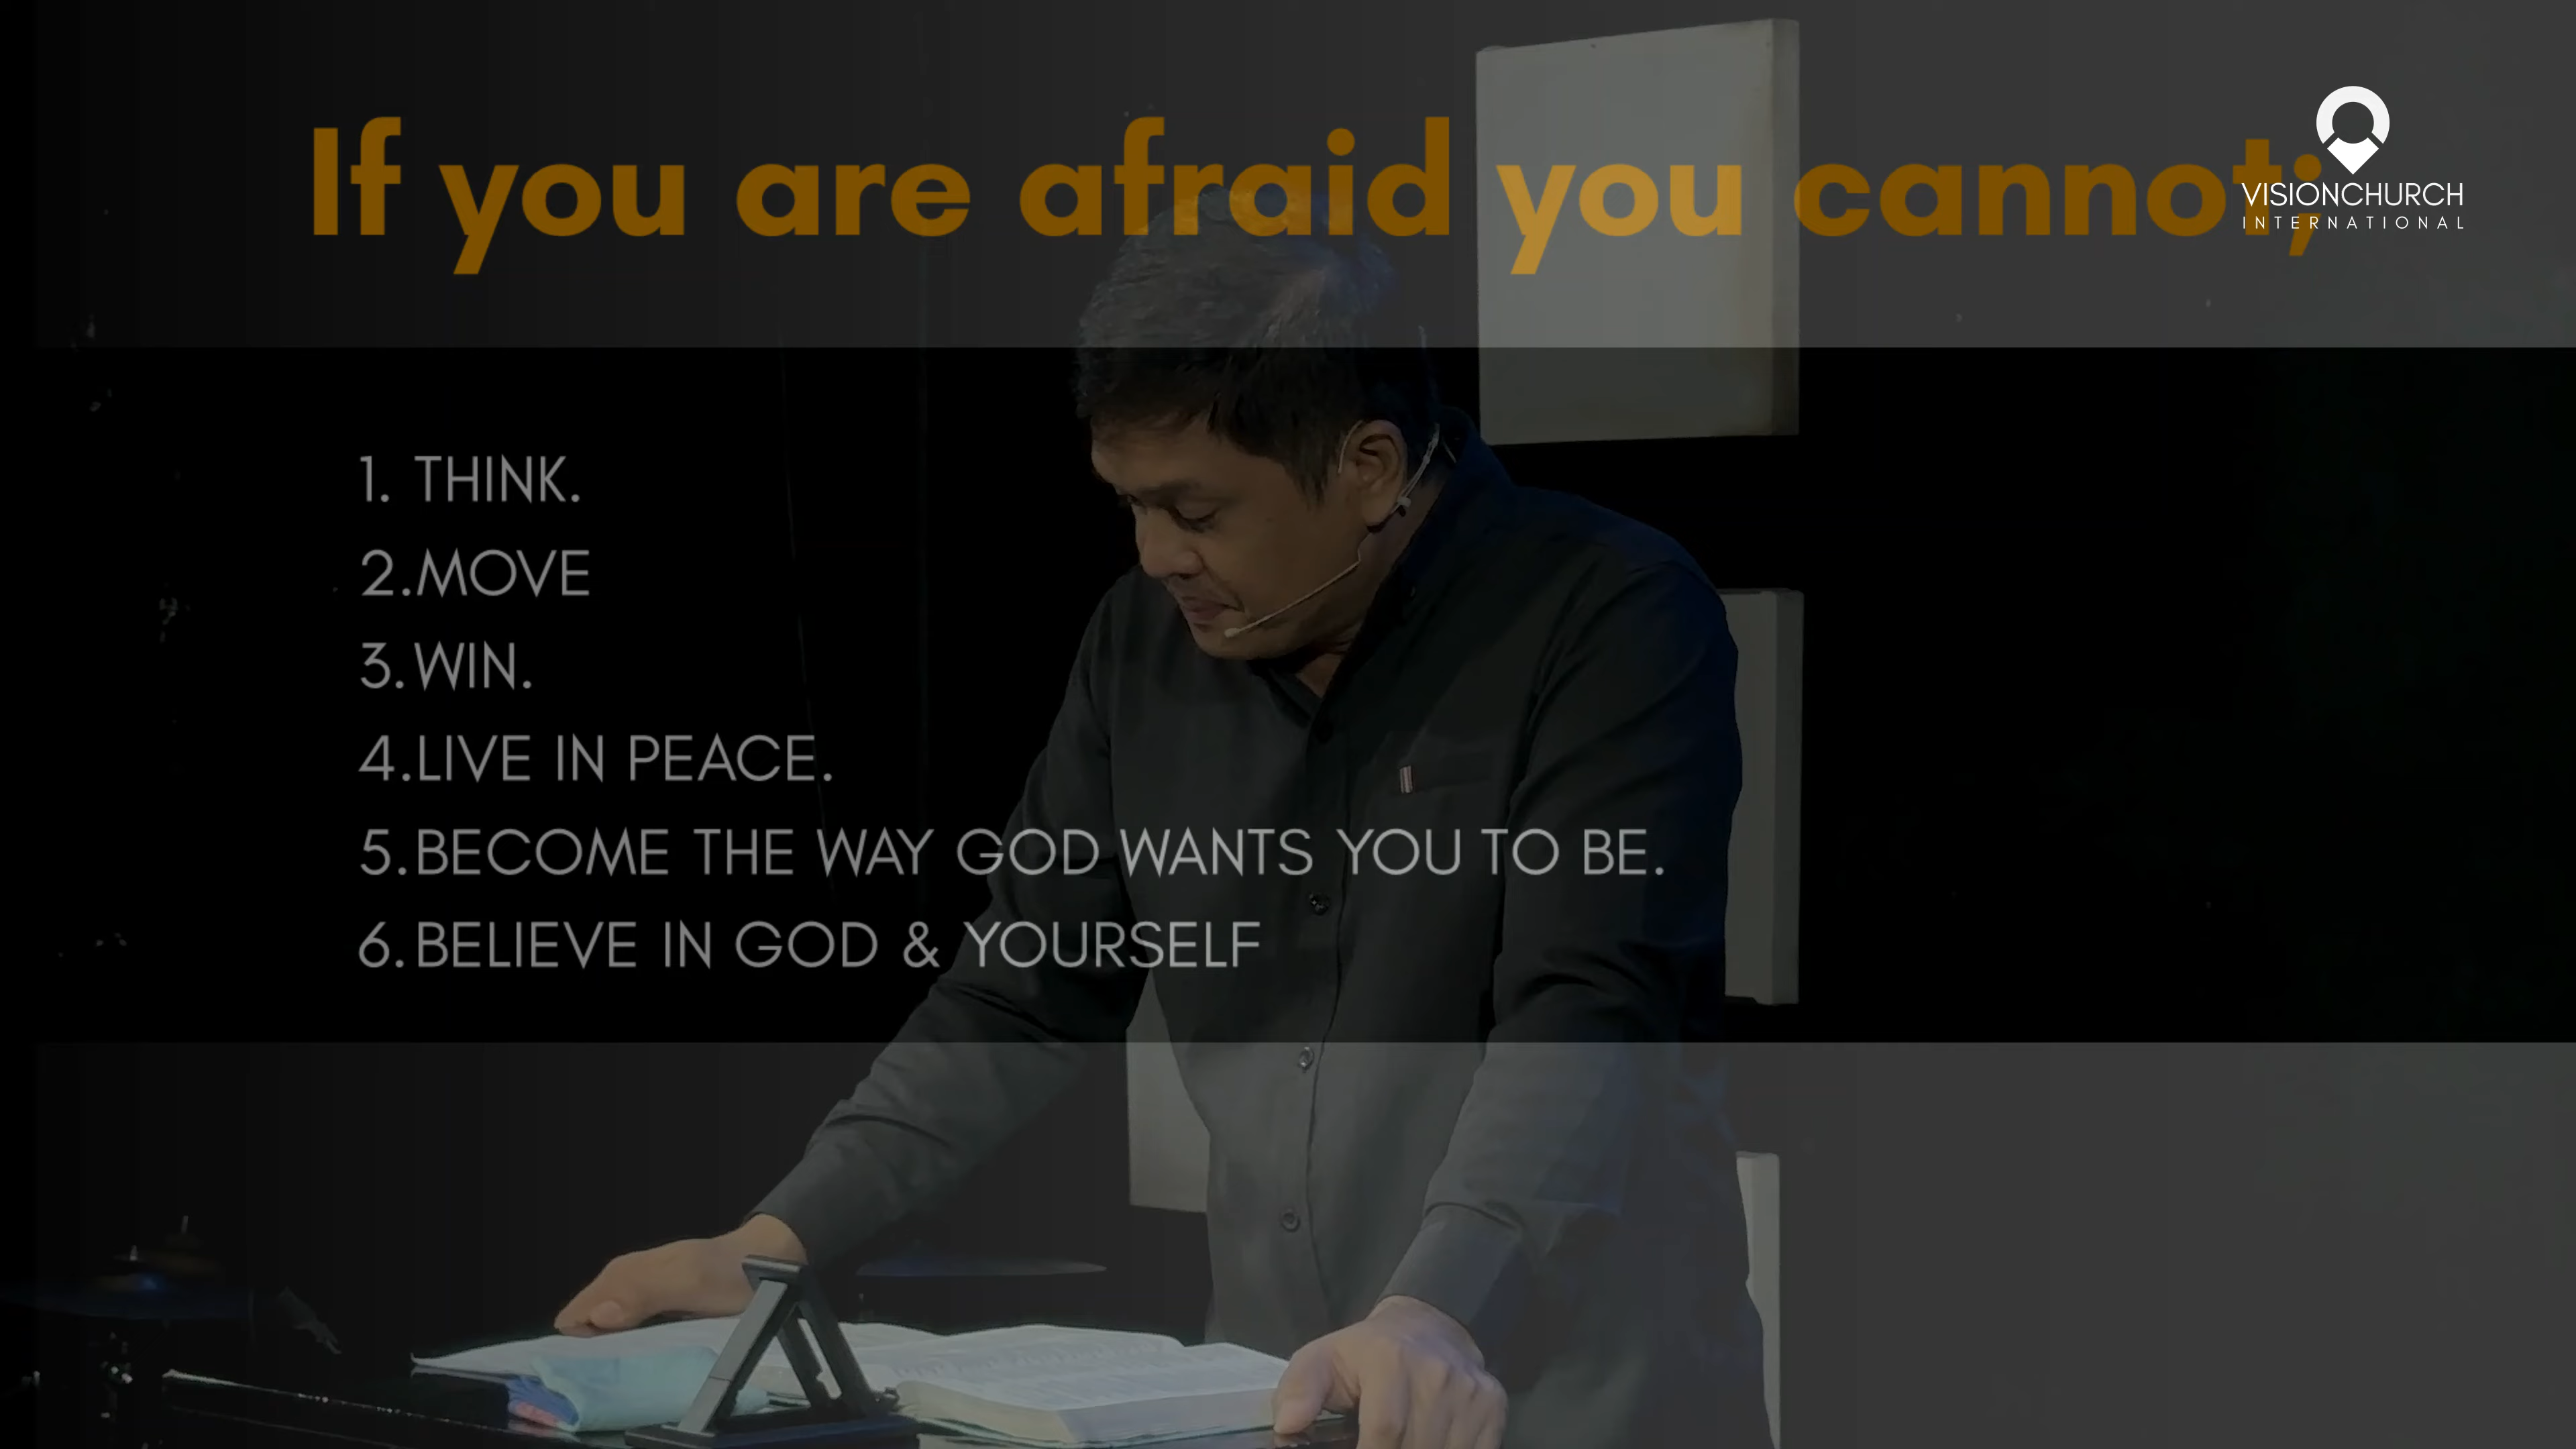 If you are afraid you cannot;
VISIONCHURCH
INTERNATIONAL
1. THINK.
2.MOVE
3.WIN.
4.LIVE IN PEACE.
5.BECOME THE WAY GOD WANTS YOU TO BE.
6.BELIEVE IN GOD & YOURSELF